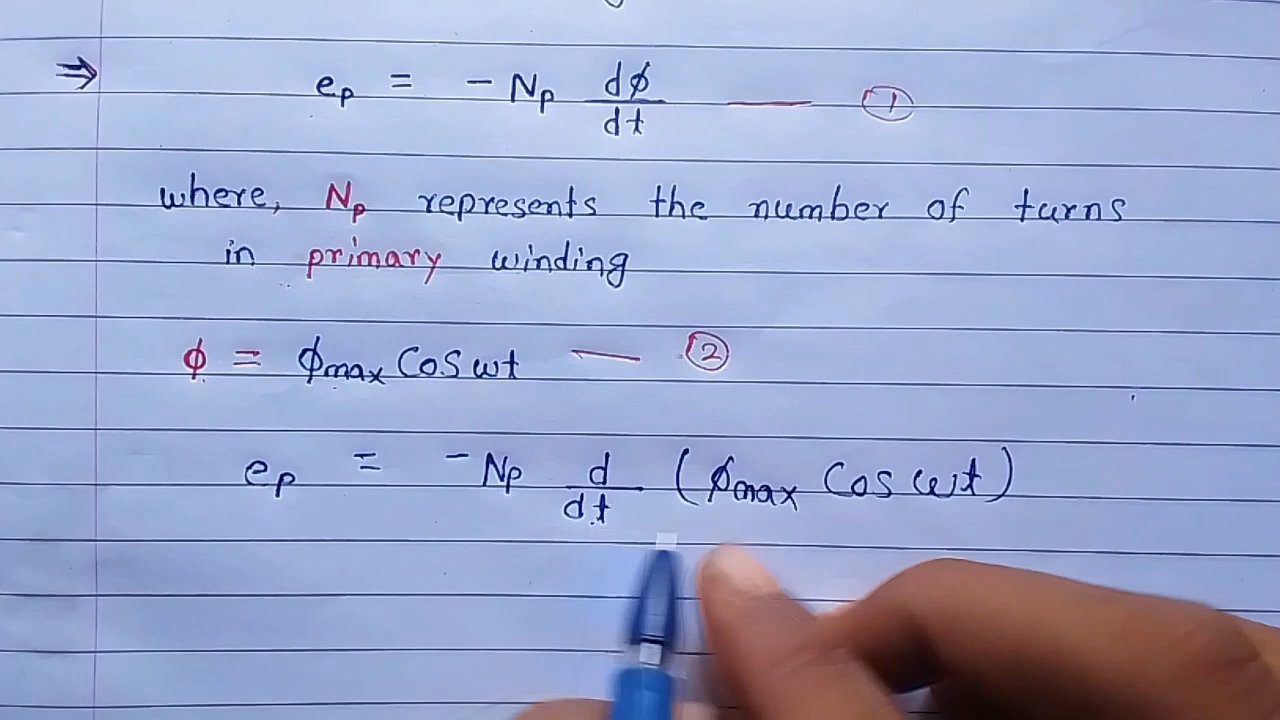 ⇒ eₚ = - Nₚ dϕ/dt —— ①
where, Nₚ represents the number of turns
in primary winding
ϕ = ϕmax Cos ωt —— ②
eₚ = - Nₚ d/dt (ϕmax Cos ωt)